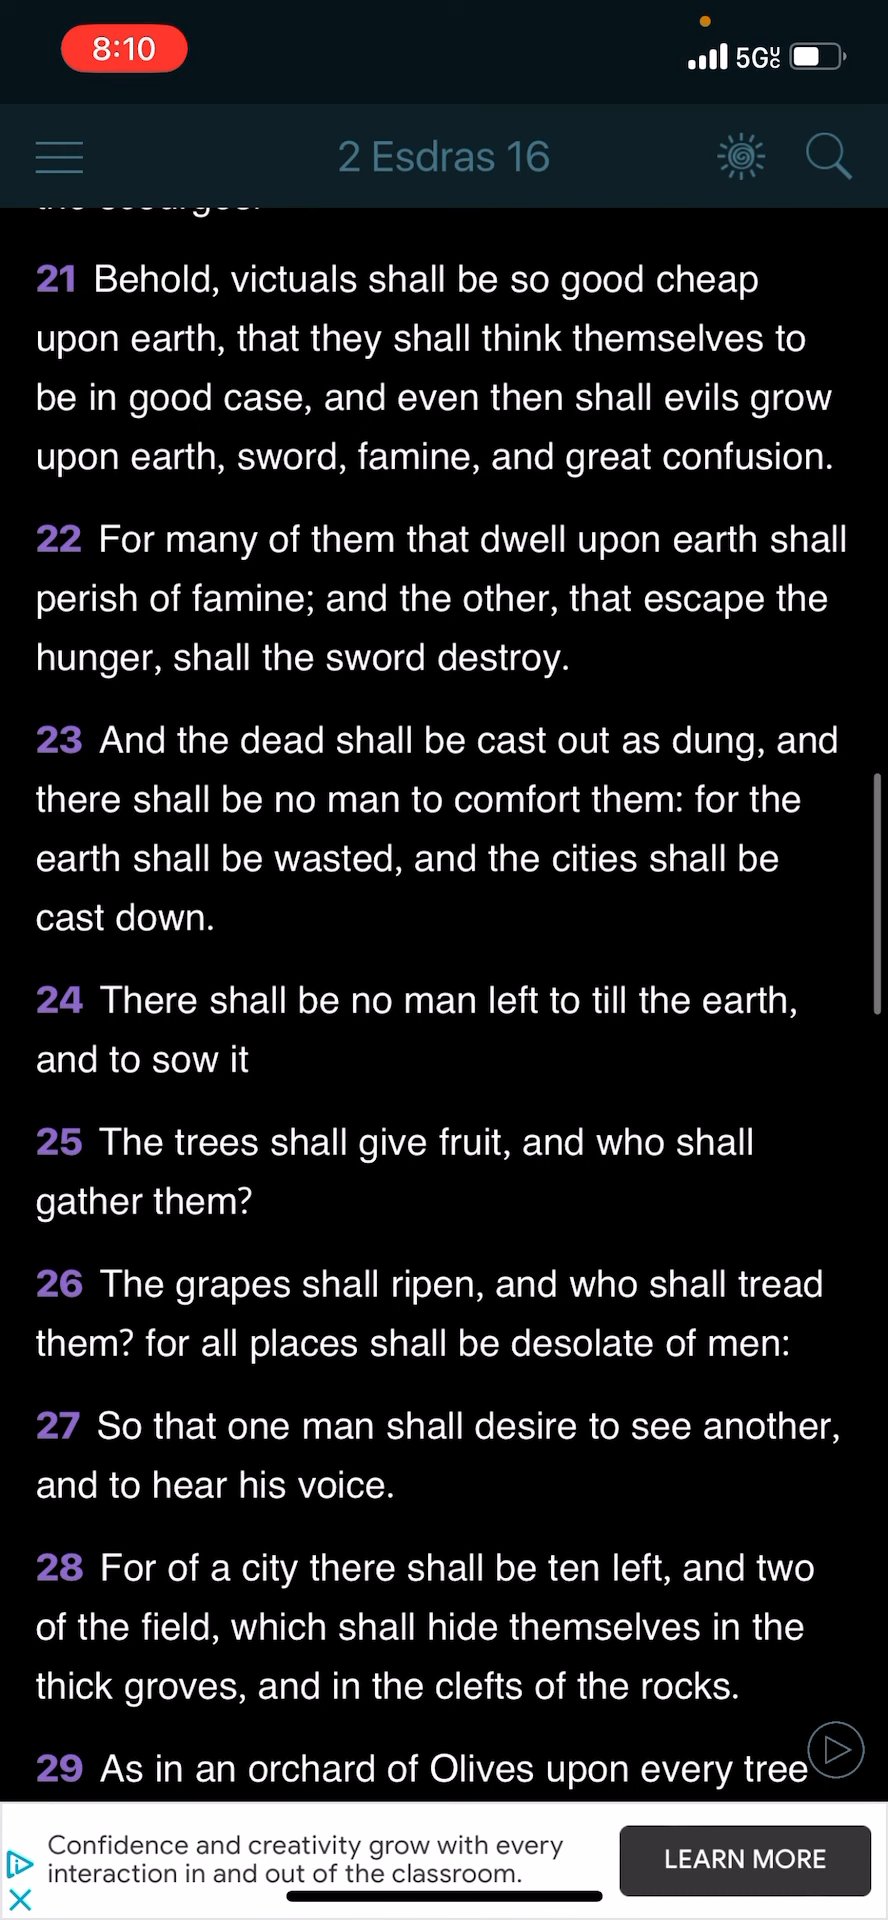 8:10
5G
2 Esdras 16
the scourges.
21 Behold, victuals shall be so good cheap
upon earth, that they shall think themselves to
be in good case, and even then shall evils grow
upon earth, sword, famine, and great confusion.
22 For many of them that dwell upon earth shall
perish of famine; and the other, that escape the
hunger, shall the sword destroy.
23 And the dead shall be cast out as dung, and
there shall be no man to comfort them: for the
earth shall be wasted, and the cities shall be
cast down.
24 There shall be no man left to till the earth,
and to sow it
25 The trees shall give fruit, and who shall
gather them?
26 The grapes shall ripen, and who shall tread
them? for all places shall be desolate of men:
27 So that one man shall desire to see another,
and to hear his voice.
28 For of a city there shall be ten left, and two
of the field, which shall hide themselves in the
thick groves, and in the clefts of the rocks.
29 As in an orchard of Olives upon every tree
Confidence and creativity grow with every
interaction in and out of the classroom.
LEARN MORE